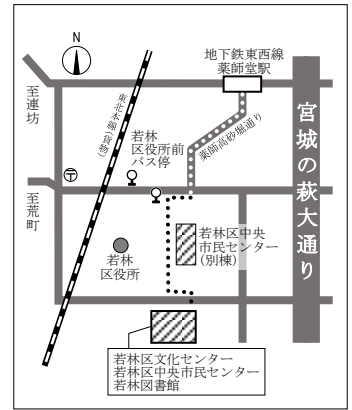 N
地下鉄東西線
薬師堂駅
至連坊
東北本線(貨物)
宮城の萩大通り
薬師高砂堀通り
若林
区役所前
バス停
〒
至荒町
若林区中央
市民センター
(別棟)
若林
区役所
若林区文化センター
若林区中央市民センター
若林図書館